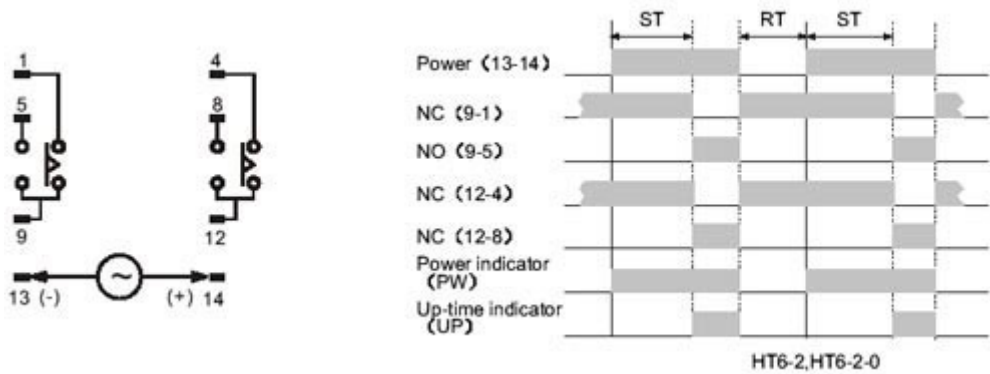 1
4
5
8
9
12
13 (-)
~
(+) 14
ST RT ST
Power (13-14)
NC (9-1)
NO (9-5)
NC (12-4)
NC (12-8)
Power indicator
(PW)
Up-time indicator
(UP)
HT6-2,HT6-2-0